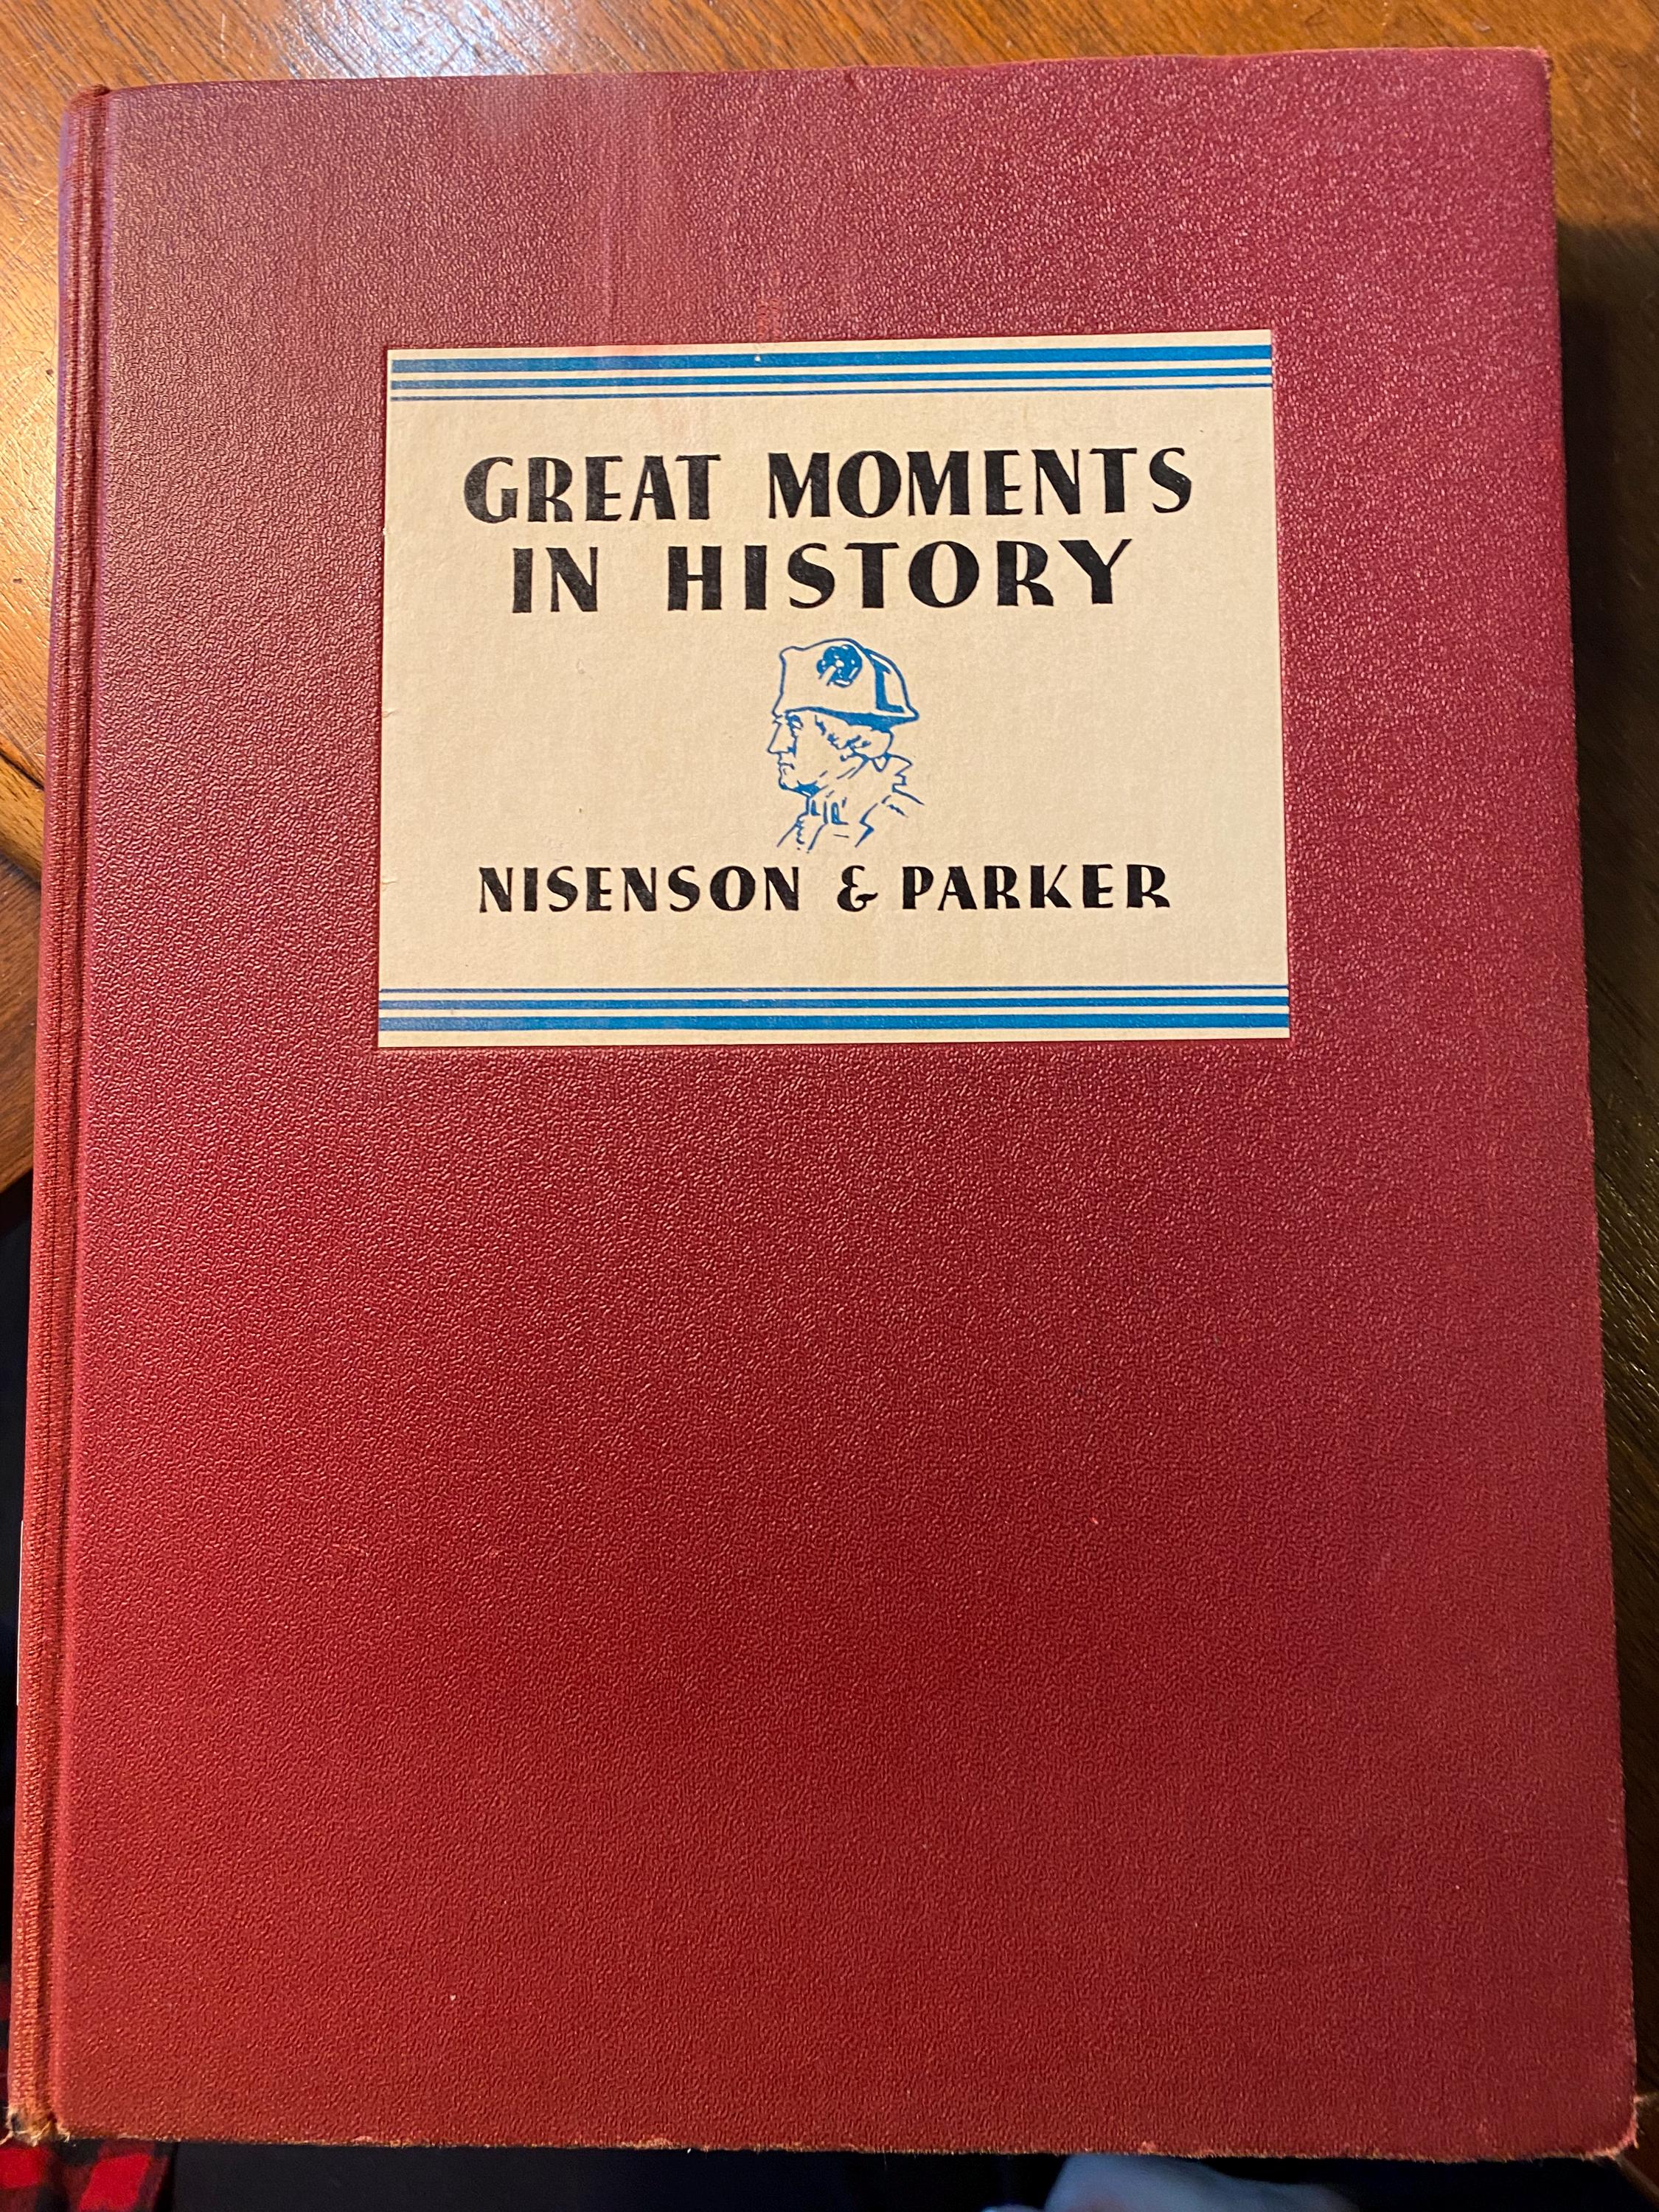 GREAT MOMENTS
IN HISTORY
NISENSON & PARKER